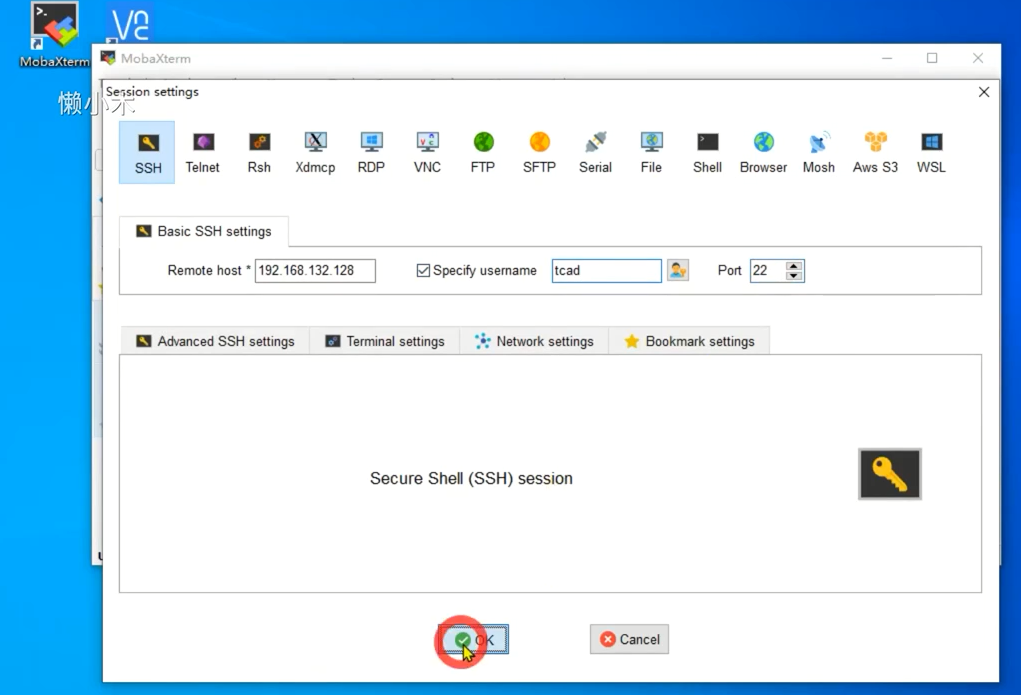 MobaXterm
MobaXterm
懒小木
Session settings
SSH Telnet Rsh Xdmcp RDP VNC FTP SFTP Serial File Shell Browser Mosh Aws S3 WSL
Basic SSH settings
Remote host * 192.168.132.128 Specify username tcad Port 22
Advanced SSH settings Terminal settings Network settings Bookmark settings
Secure Shell (SSH) session
OK Cancel